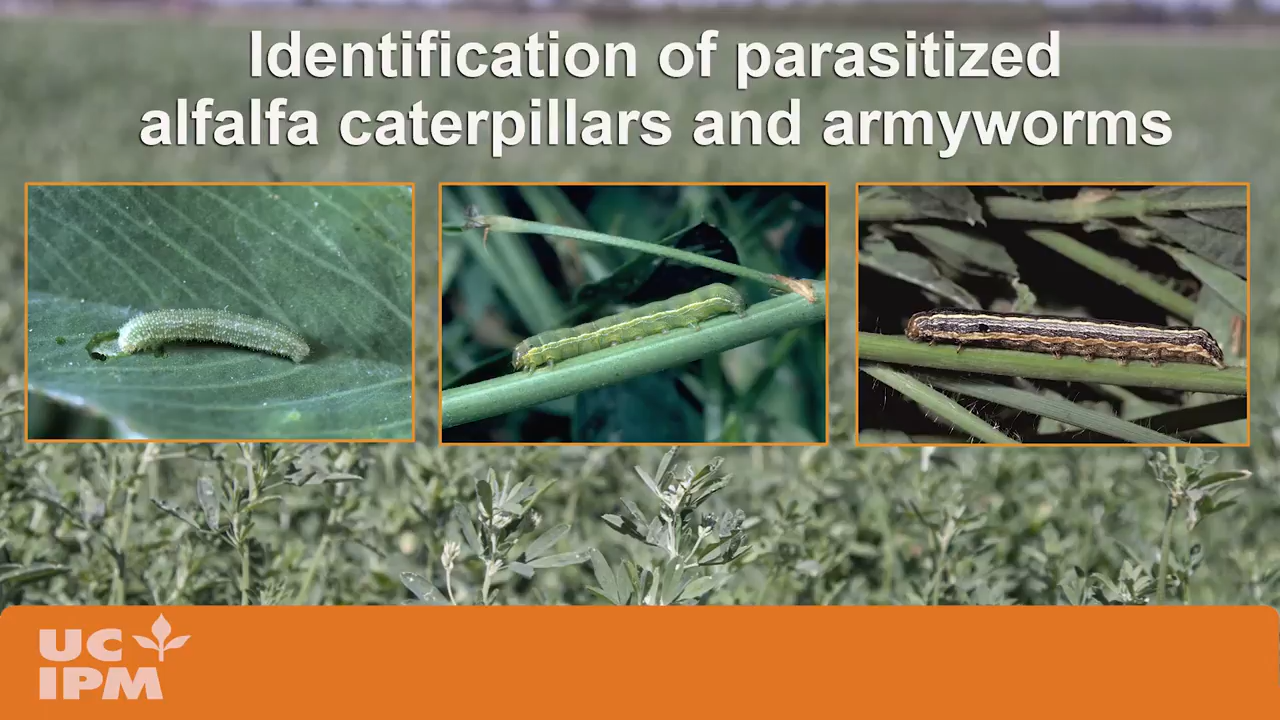 Identification of parasitized
alfalfa caterpillars and armyworms
UC
IPM